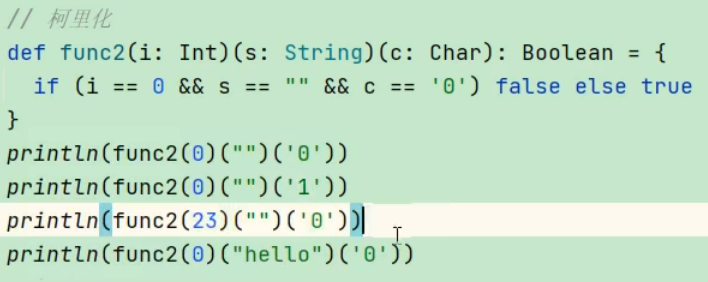 // 柯里化
def func2(i: Int)(s: String)(c: Char): Boolean = {
  if (i == 0 && s == "" && c == '0') false else true
}
println(func2(0)("")('0'))
println(func2(0)("")('1'))
println(func2(23)("")('0'))
println(func2(0)("hello")('0'))